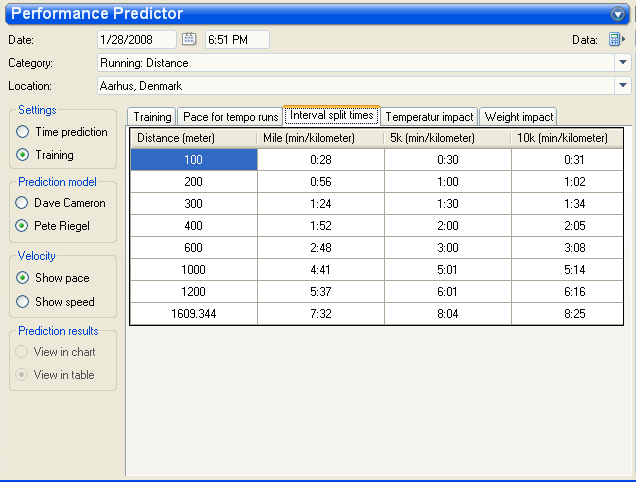 Performance Predictor
Date: 1/28/2008 6:51 PM Data:
Category: Running: Distance
Location: Aarhus, Denmark
Settings
Time prediction
Training
Prediction model
Dave Cameron
Pete Riegel
Velocity
Show pace
Show speed
Prediction results
View in chart
View in table
Training Pace for tempo runs Interval split times Temperatur impact Weight impact
Distance (meter) Mile (min/kilometer) 5k (min/kilometer) 10k (min/kilometer)
100 0:28 0:30 0:31
200 0:56 1:00 1:02
300 1:24 1:30 1:34
400 1:52 2:00 2:05
600 2:48 3:00 3:08
1000 4:41 5:01 5:14
1200 5:37 6:01 6:16
1609.344 7:32 8:04 8:25